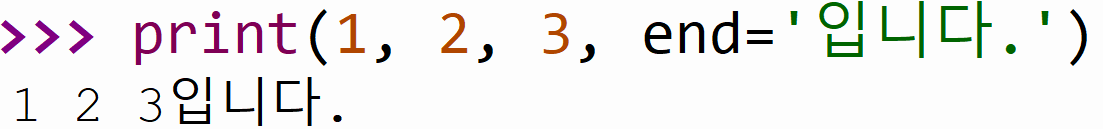 >>> print(1, 2, 3, end='입니다.')
1 2 3입니다.